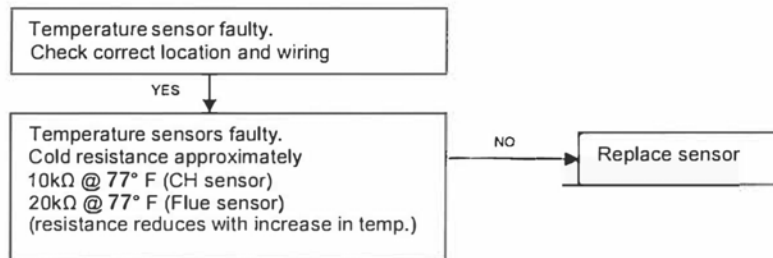 Temperature sensor faulty.
Check correct location and wiring
YES
Temperature sensors faulty.
Cold resistance approximately
10kΩ @ 77° F (CH sensor)
20kΩ @ 77° F (Flue sensor)
(resistance reduces with increase in temp.)
NO
Replace sensor